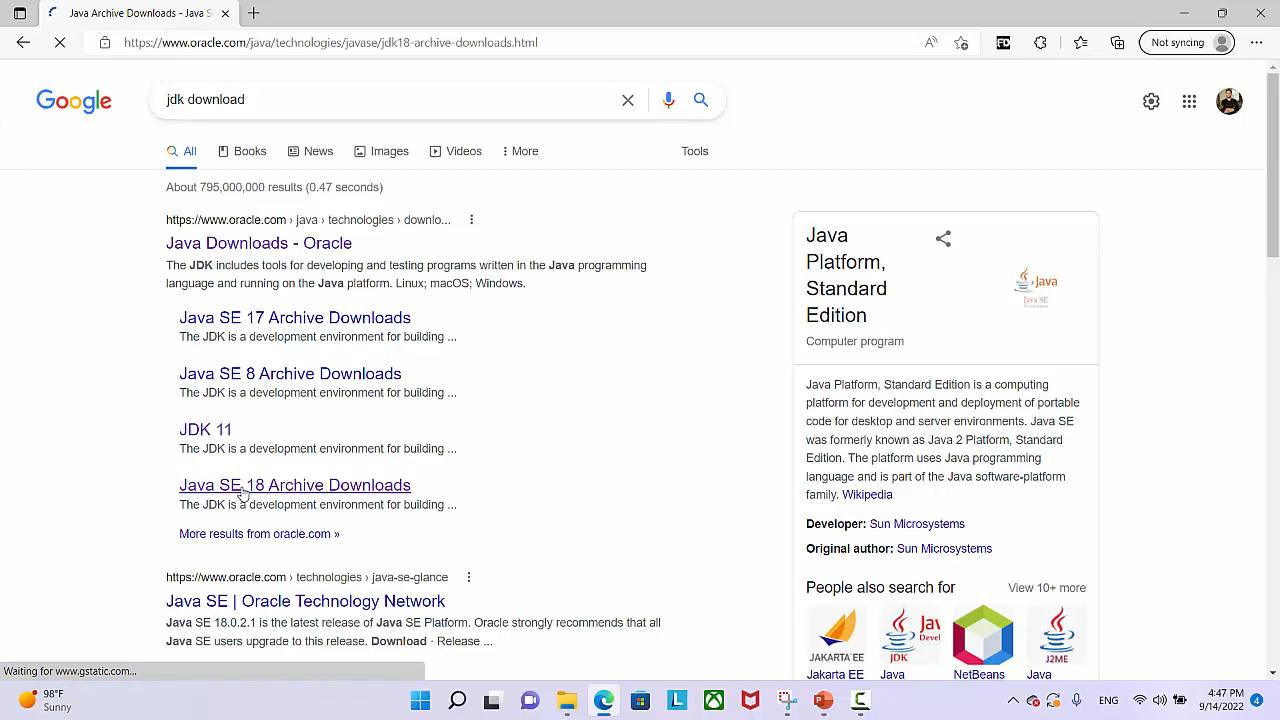 Java Archive Downloads - Java S
https://www.oracle.com/java/technologies/javase/jdk18-archive-downloads.html
Not syncing
Google
jdk download
All
Books
News
Images
Videos
More
Tools
About 795,000,000 results (0.47 seconds)
https://www.oracle.com › java › technologies › downlo...
Java Downloads - Oracle
The JDK includes tools for developing and testing programs written in the Java programming
language and running on the Java platform. Linux; macOS; Windows.
Java SE 17 Archive Downloads
The JDK is a development environment for building ...
Java SE 8 Archive Downloads
The JDK is a development environment for building ...
JDK 11
The JDK is a development environment for building ...
Java SE 18 Archive Downloads
The JDK is a development environment for building ...
More results from oracle.com »
https://www.oracle.com › technologies › java-se-glance
Java SE | Oracle Technology Network
Java SE 18.0.2.1 is the latest release of Java SE Platform. Oracle strongly recommends that all
Java SE users upgrade to this release. Download · Release ...
Java
Platform,
Standard
Edition
Computer program
Java
Java SE
Java Platform, Standard Edition is a computing
platform for development and deployment of portable
code for desktop and server environments. Java SE
was formerly known as Java 2 Platform, Standard
Edition. The platform uses Java programming
language and is part of the Java software-platform
family. Wikipedia
Developer: Sun Microsystems
Original author: Sun Microsystems
People also search for
View 10+ more
JAKARTA EE
Jav
Devel
JDK
J2ME
Jakarta EE
Java
NetBeans
Java
Waiting for www.gstatic.com...
98°F
Sunny
ENG
4:47 PM
9/14/2022
4